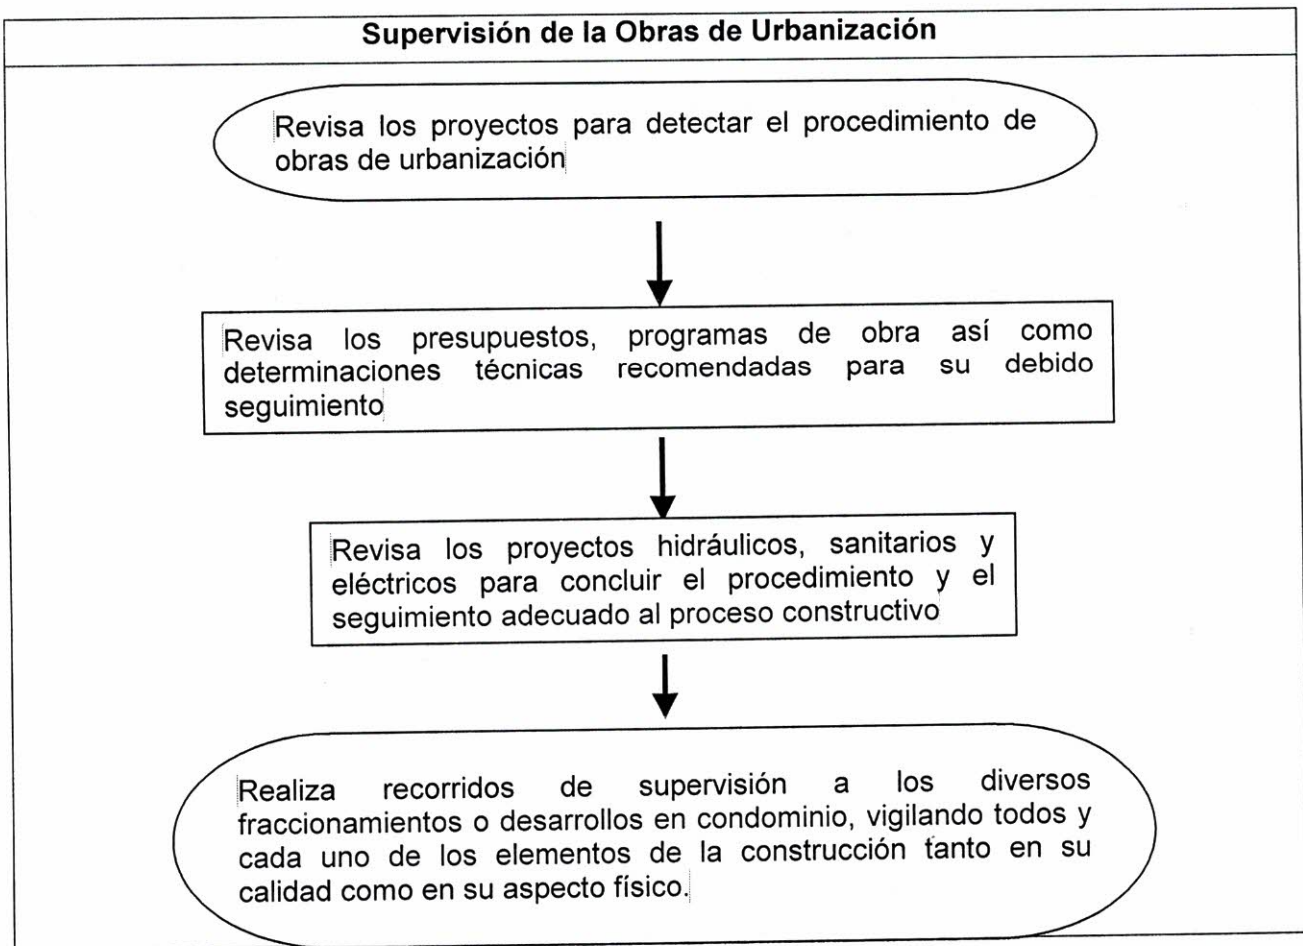 Supervisión de la Obras de Urbanización
Revisa los proyectos para detectar el procedimiento de
obras de urbanización
Revisa los presupuestos, programas de obra así como
determinaciones técnicas recomendadas para su debido
seguimiento
Revisa los proyectos hidráulicos, sanitarios y
eléctricos para concluir el procedimiento y el
seguimiento adecuado al proceso constructivo
Realiza recorridos de supervisión a los diversos
fraccionamientos o desarrollos en condominio, vigilando todos y
cada uno de los elementos de la construcción tanto en su
calidad como en su aspecto físico.